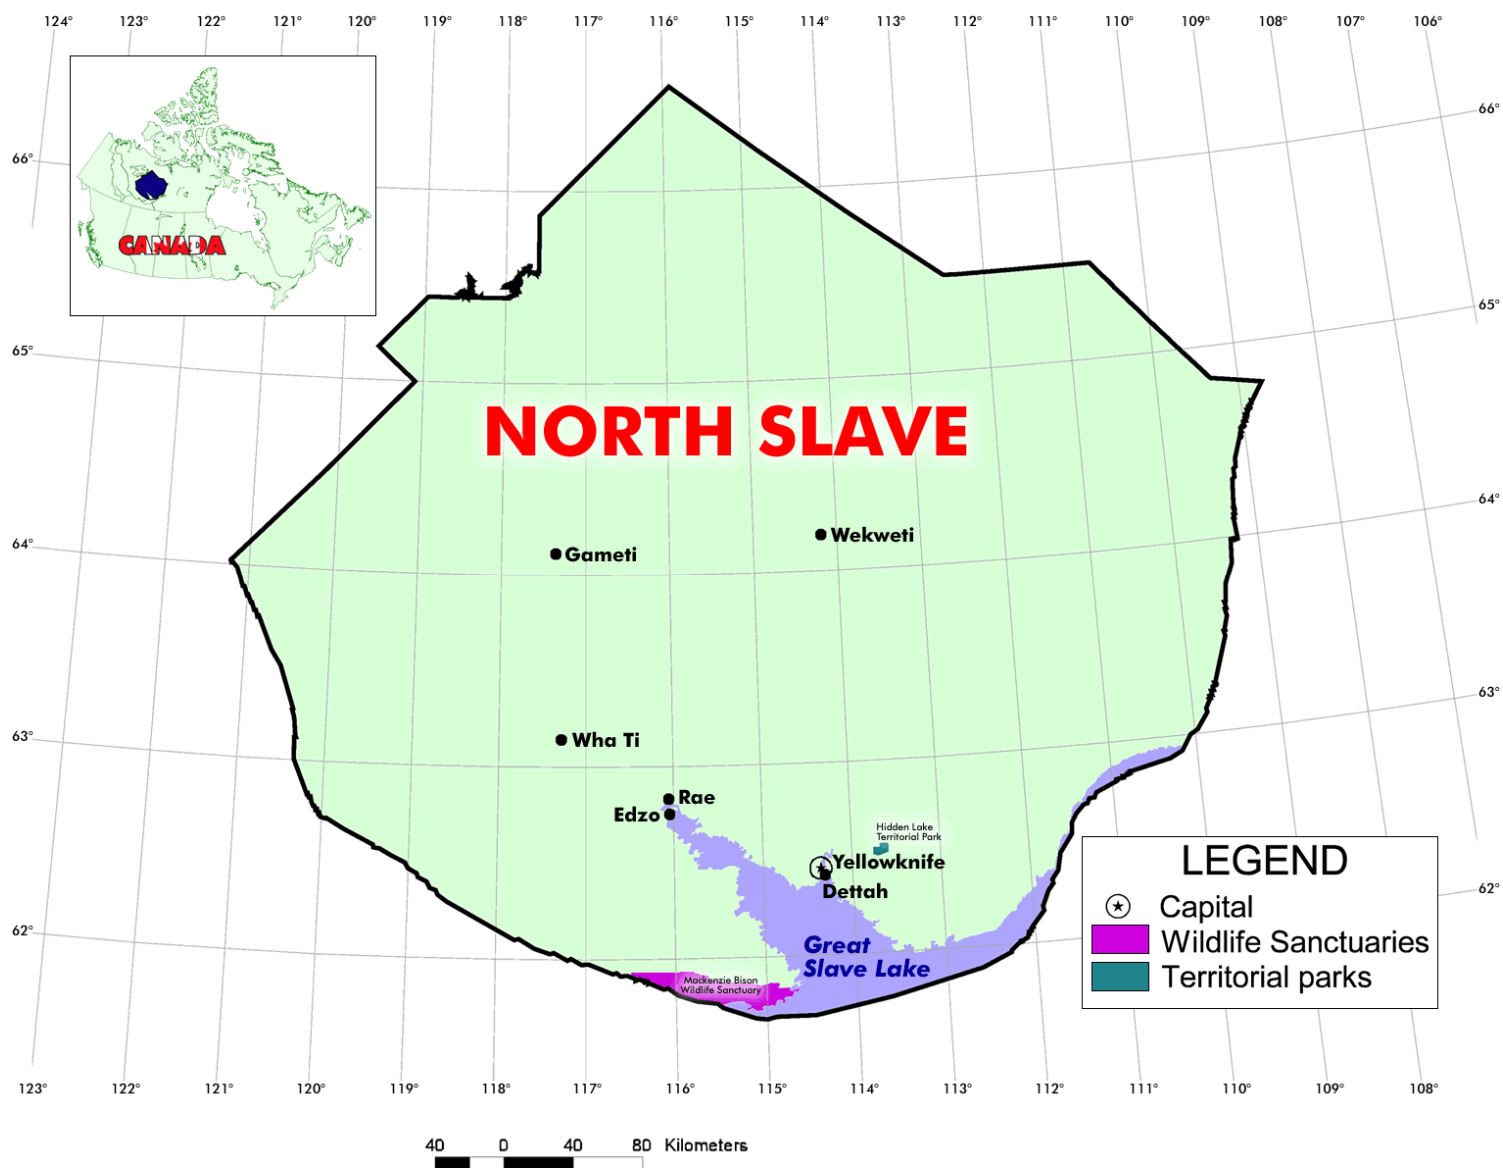 124° 123° 122° 121° 120° 119° 118° 117° 116° 115° 114° 113° 112° 111° 110° 109° 108° 107° 106°
66°
66°
CANADA
65°
65°
NORTH SLAVE
64°
64°
Wekweti
Gameti
63°
63°
Wha Ti
Rae
Edzo
Hidden Lake
Territorial Park
Yellowknife
Dettah
62°
62°
Great
Slave Lake
Mackenzie Bison
Wildlife Sanctuary
LEGEND
Capital
Wildlife Sanctuaries
Territorial parks
123° 122° 121° 120° 119° 118° 117° 116° 115° 114° 113° 112° 111° 110° 109° 108°
40 0 40 80 Kilometers